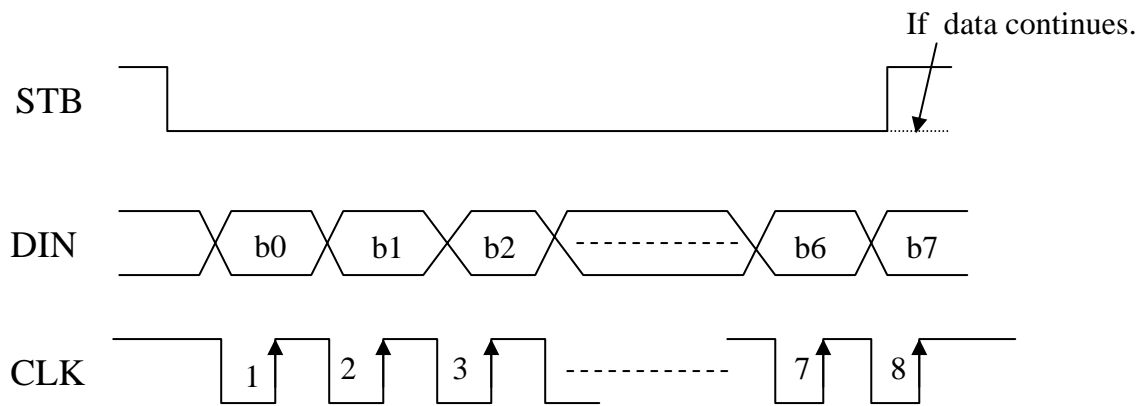 If data continues.
STB
DIN b0 b1 b2 b6 b7
CLK 1 2 3 7 8